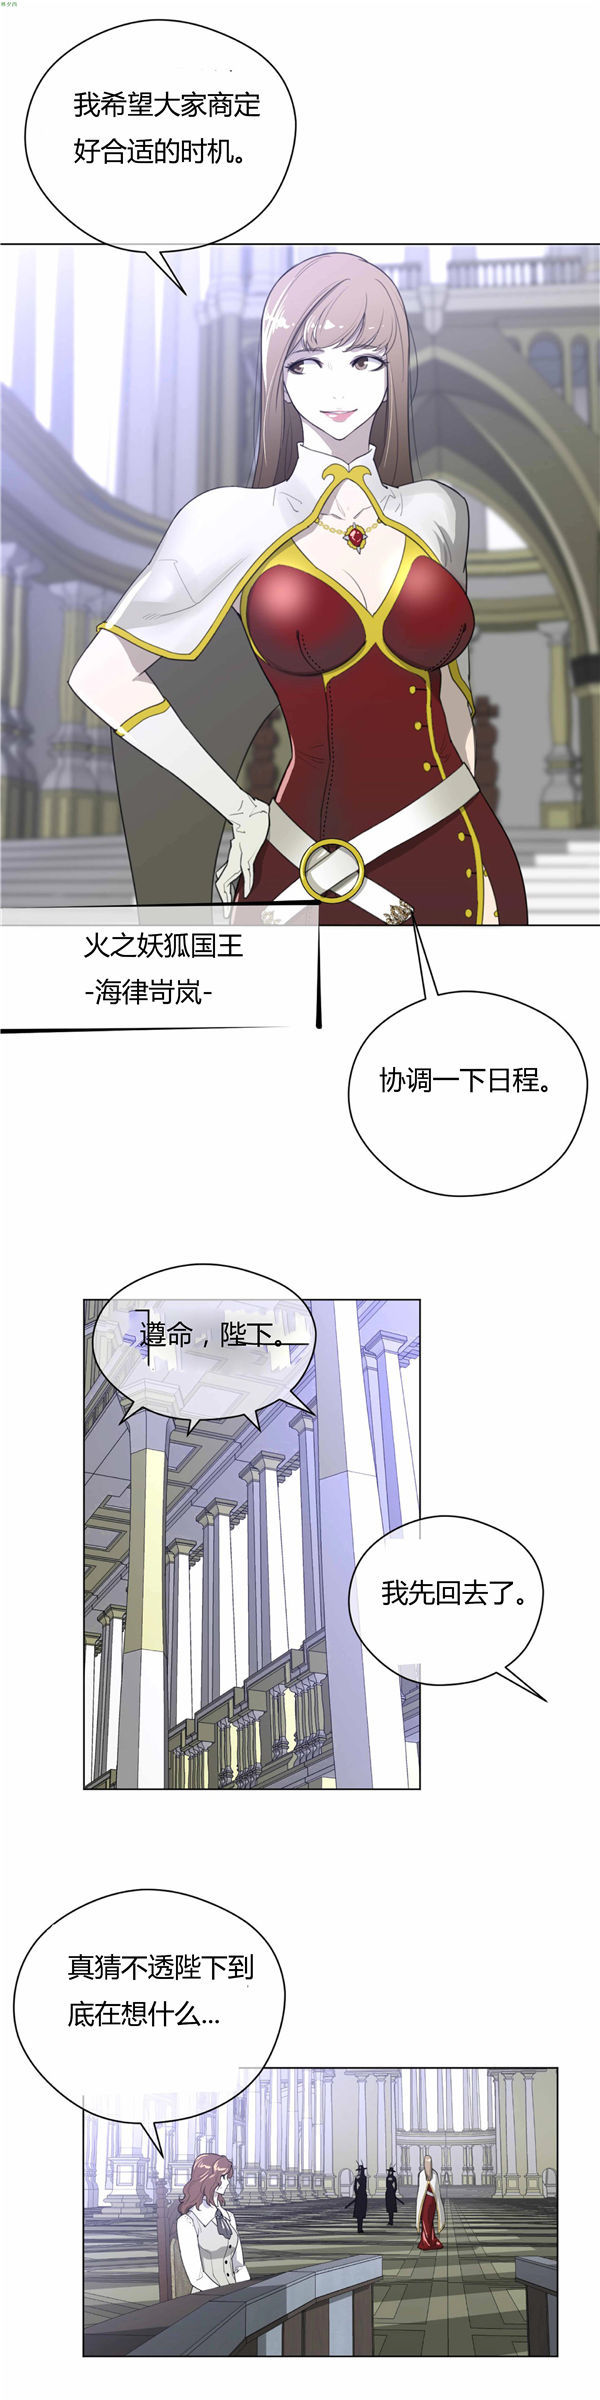 我希望大家商定
好合适的时机。
火之妖狐国王
-海律岢岚-
协调一下日程。
遵命，陛下。
我先回去了。
真猜不透陛下到
底在想什么...